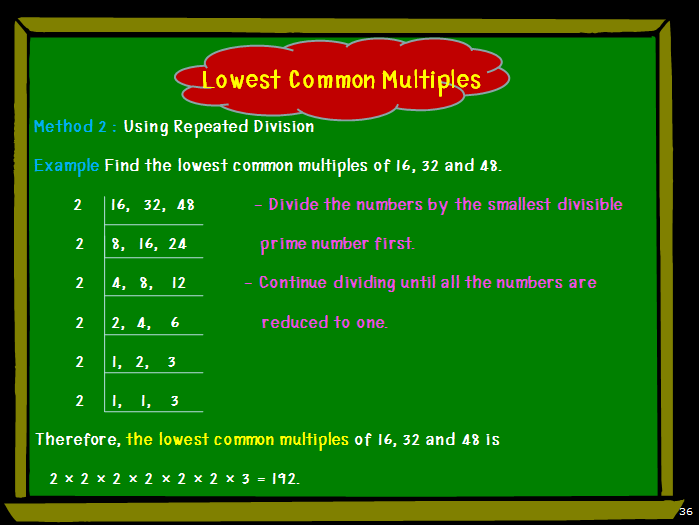 Lowest Common Multiples
Method 2 : Using Repeated Division
Example Find the lowest common multiples of 16, 32 and 48.
2 16, 32, 48 - Divide the numbers by the smallest divisible
2 8, 16, 24 prime number first.
2 4, 8, 12 - Continue dividing until all the numbers are
2 2, 4, 6 reduced to one.
2 1, 2, 3
2 1, 1, 3
Therefore, the lowest common multiples of 16, 32 and 48 is
2 × 2 × 2 × 2 × 2 × 2 × 3 = 192.
36